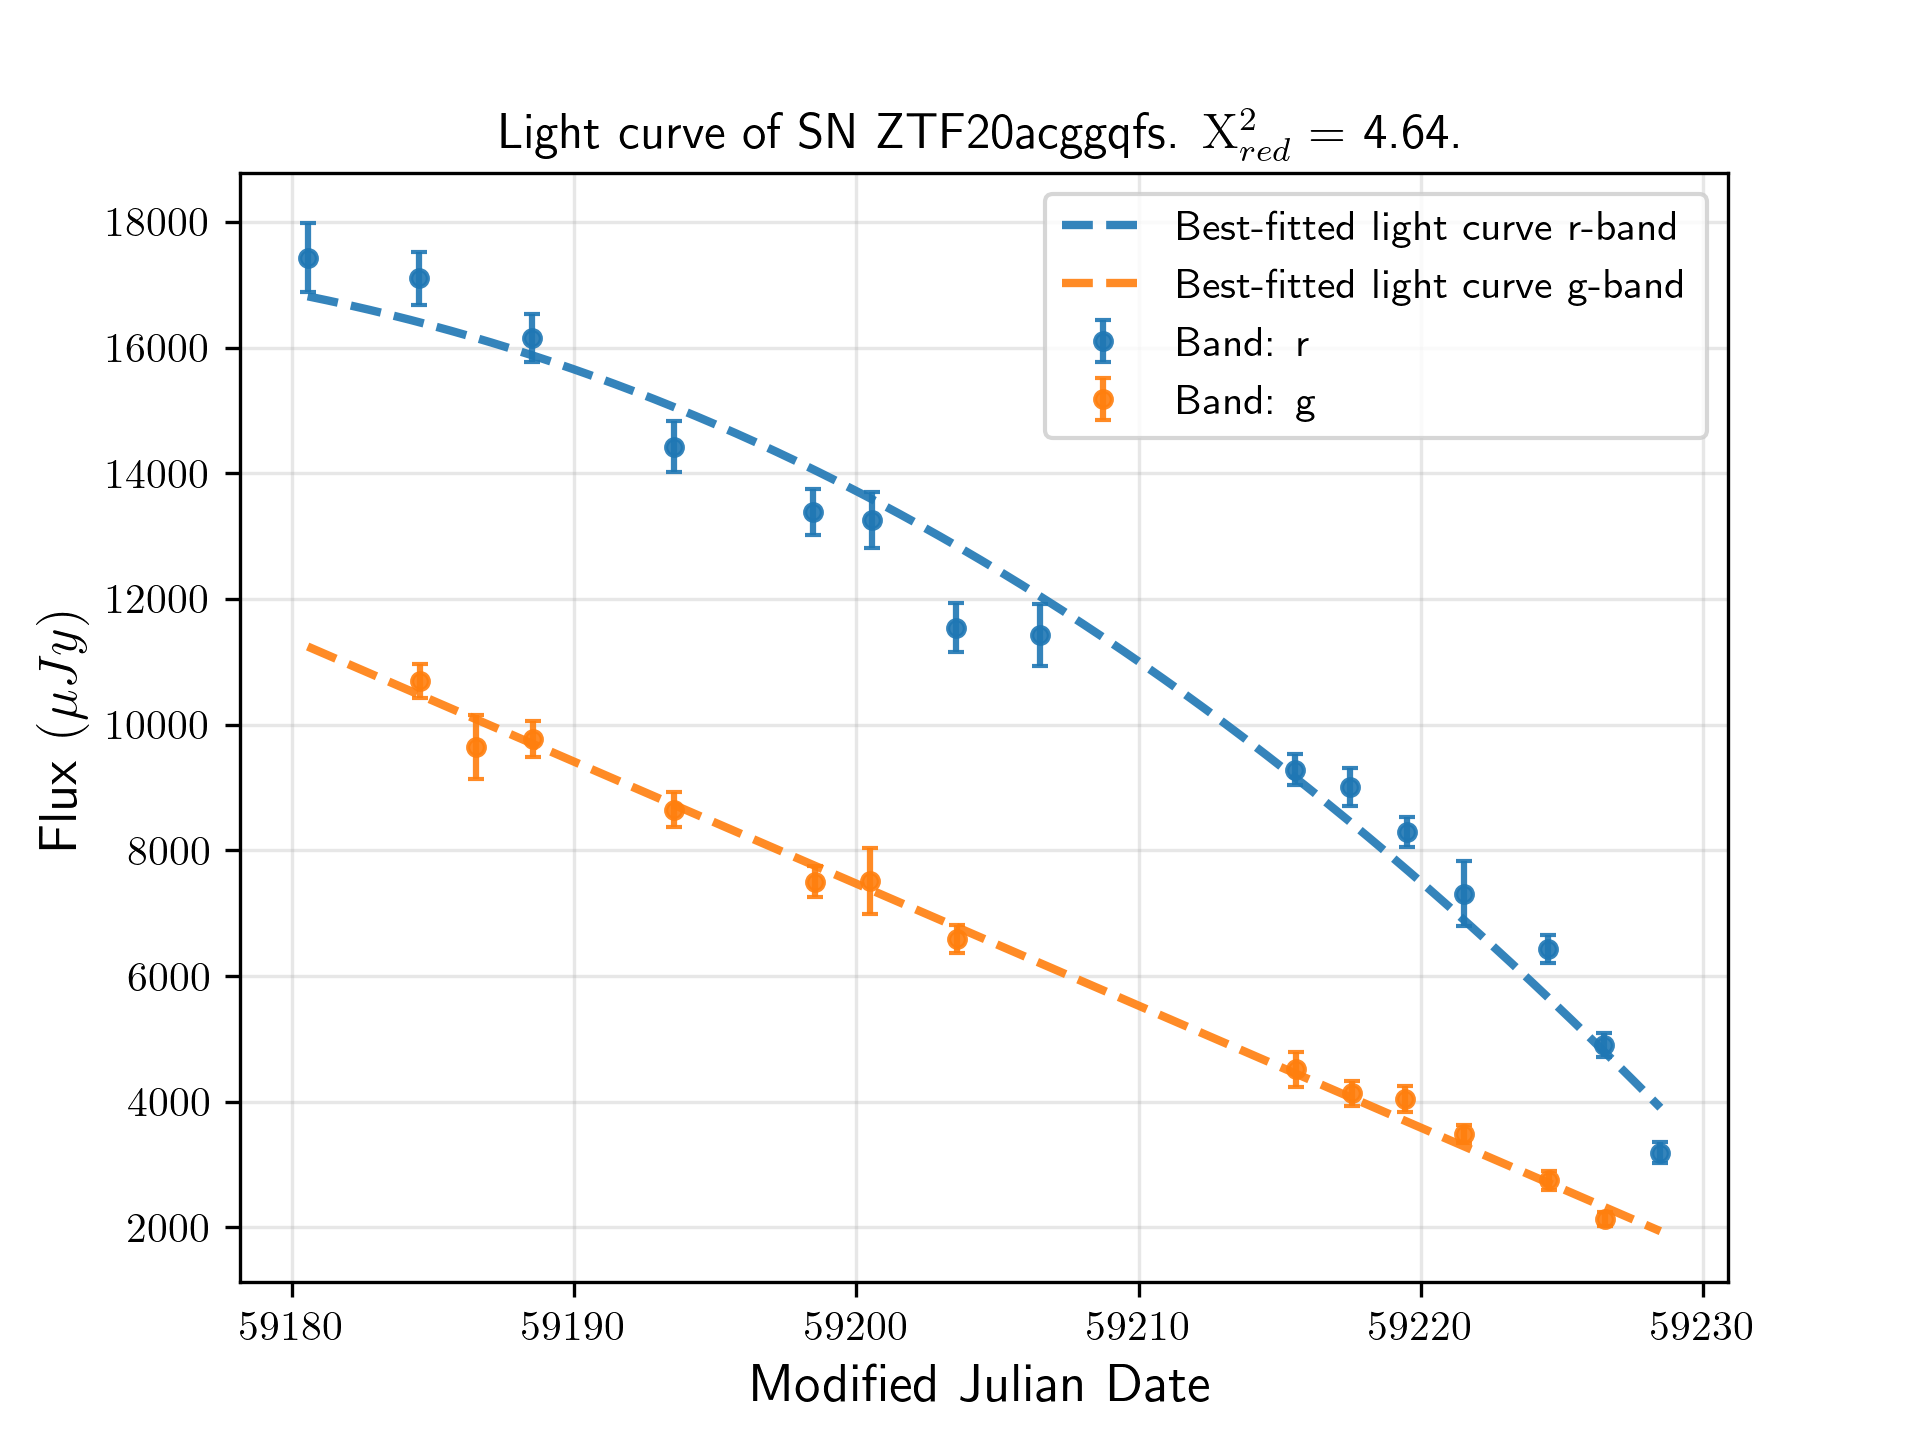 Light curve of SN ZTF20acggqfs. X²_red = 4.64.
Best-fitted light curve r-band
Best-fitted light curve g-band
Band: r
Band: g
18000
16000
14000
12000
10000
8000
6000
4000
2000
Flux (μJy)
59180 59190 59200 59210 59220 59230
Modified Julian Date